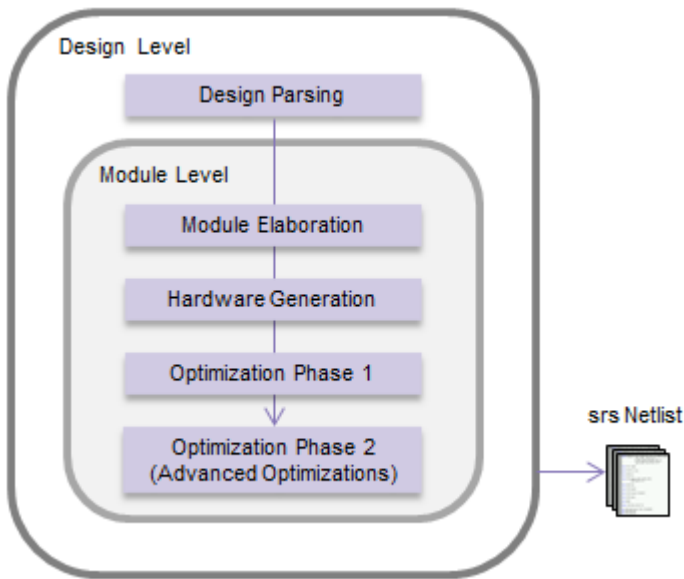 Design Level
Design Parsing
Module Level
Module Elaboration
Hardware Generation
Optimization Phase 1
Optimization Phase 2
(Advanced Optimizations)
srs Netlist